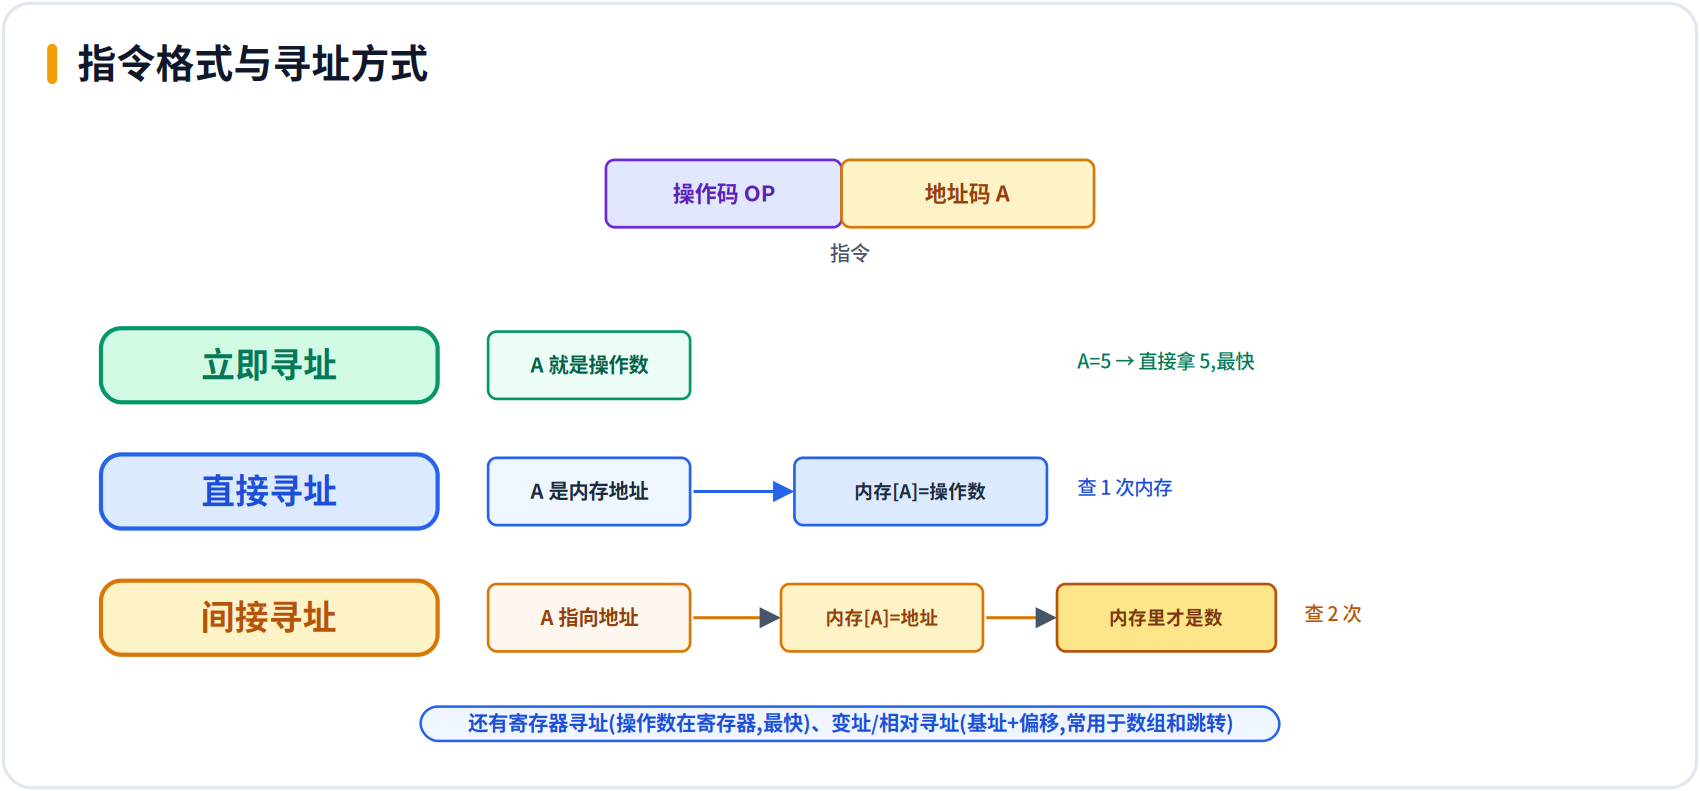 指令格式与寻址方式
操作码 OP
地址码 A
指令
立即寻址
A 就是操作数
A=5 → 直接拿 5,最快
直接寻址
A 是内存地址
内存[A]=操作数
查 1 次内存
间接寻址
A 指向地址
内存[A]=地址
内存里才是数
查 2 次
还有寄存器寻址(操作数在寄存器,最快)、变址/相对寻址(基址+偏移,常用于数组和跳转)